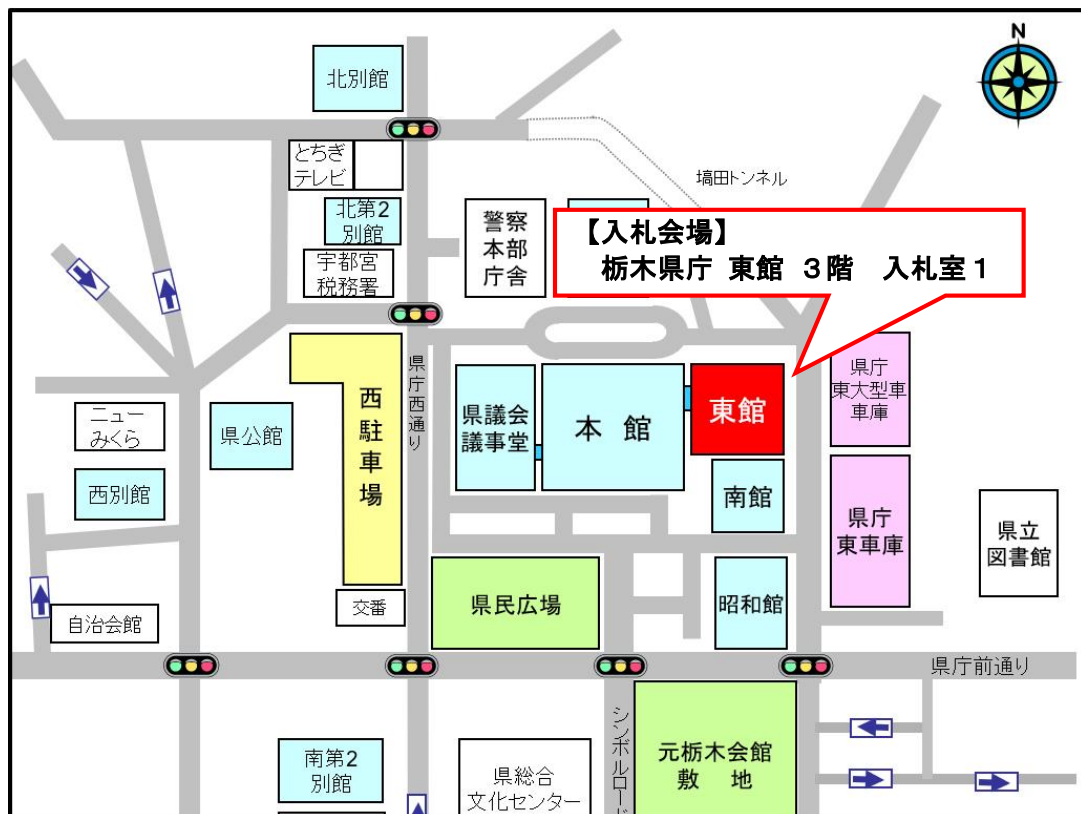 N
北別館
とちぎ
テレビ
塙田トンネル
北第2
別館
警察
本部
庁舎
【入札会場】
栃木県庁 東館 3階 入札室1
宇都宮
税務署
県庁西通り
県庁
東大型車
車庫
西駐車場
県議会
議事堂
本館
東館
ニュー
みくら
県公館
西別館
南館
県庁
東車庫
県立
図書館
交番
県民広場
昭和館
自治会館
県庁前通り
シンボルロード
元栃木会館
敷地
南第2
別館
県総合
文化センター